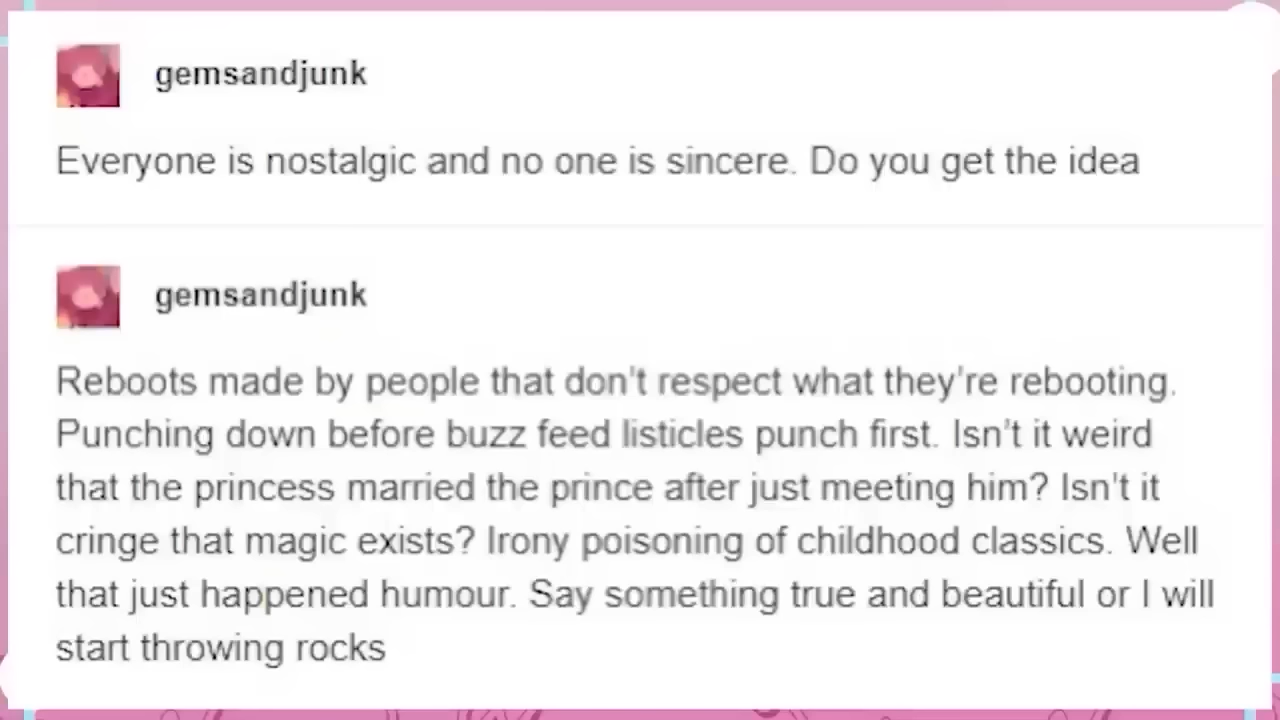 gemsandjunk
Everyone is nostalgic and no one is sincere. Do you get the idea
gemsandjunk
Reboots made by people that don't respect what they're rebooting.
Punching down before buzz feed listicles punch first. Isn't it weird
that the princess married the prince after just meeting him? Isn't it
cringe that magic exists? Irony poisoning of childhood classics. Well
that just happened humour. Say something true and beautiful or I will
start throwing rocks